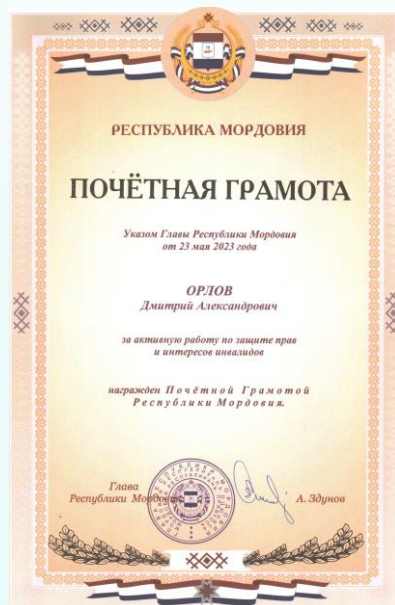 РЕСПУБЛИКА МОРДОВИЯ
ПОЧЁТНАЯ ГРАМОТА
Указом Главы Республики Мордовия
от 23 мая 2023 года
ОРЛОВ
Дмитрий Александрович
за активную работу по защите прав
и интересов инвалидов
награжден Почётной Грамотой
Республики Мордовия.
Глава
Республики Мордовия
А. Здунов